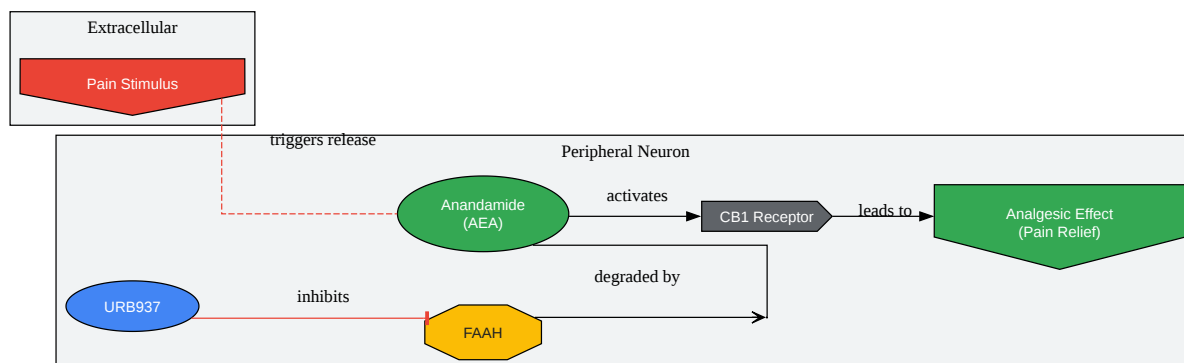 Extracellular
Pain Stimulus
triggers release
Peripheral Neuron
Anandamide
(AEA)
activates
CB1 Receptor
leads to
Analgesic Effect
(Pain Relief)
degraded by
URB937
inhibits
FAAH